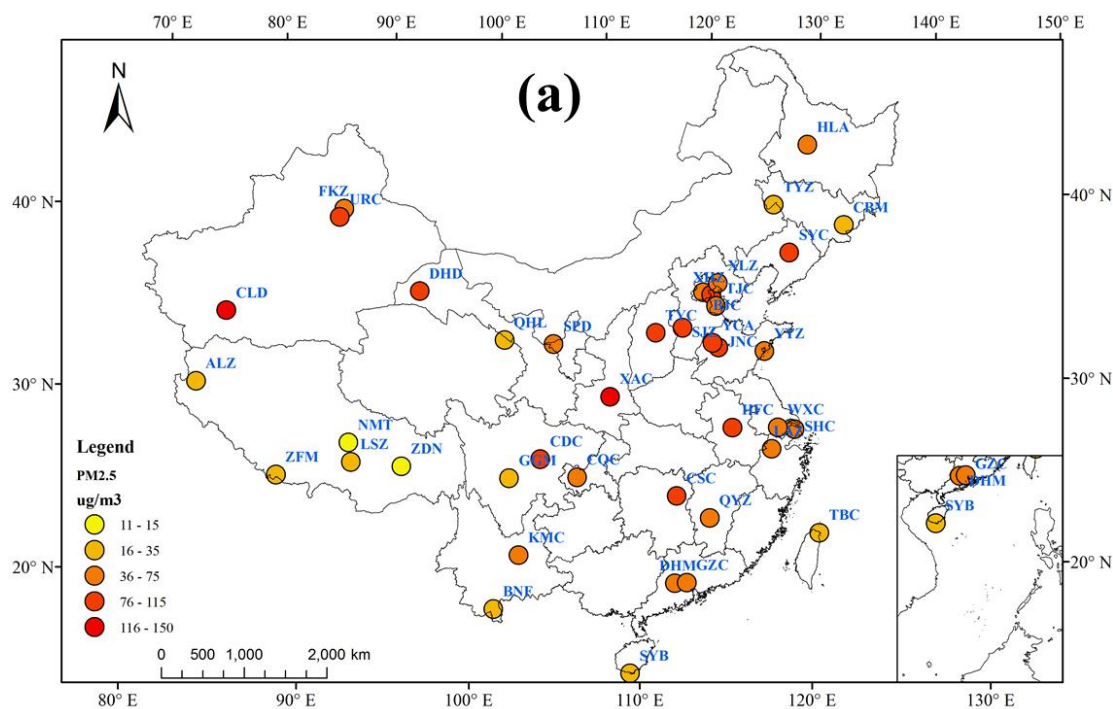 70° E 80° E 90° E 100° E 110° E 120° E 130° E 140° E 150° E
N
(a)
HLA
FKZ
URC
TYZ
40° N
40° N
CBM
SYC
XLZ
DHD
XHZ
TJC
CLD
BJC
QHL
SPD
TYC
YCA
SJZ
JNC
YTZ
ALZ
30° N
30° N
XAC
NMT
HFC
WXC
SHC
Legend
LSZ
ZDN
CDC
PM2.5
ZFM
GGM
CQC
ug/m3
CSC
GZC
DHM
11 - 15
QYZ
SYB
16 - 35
TBC
36 - 75
KMC
20° N
20° N
76 - 115
DHM
GZC
BNF
116 - 150
0 500 1,000 2,000 km
SYB
80° E 90° E 100° E 110° E 120° E 130° E